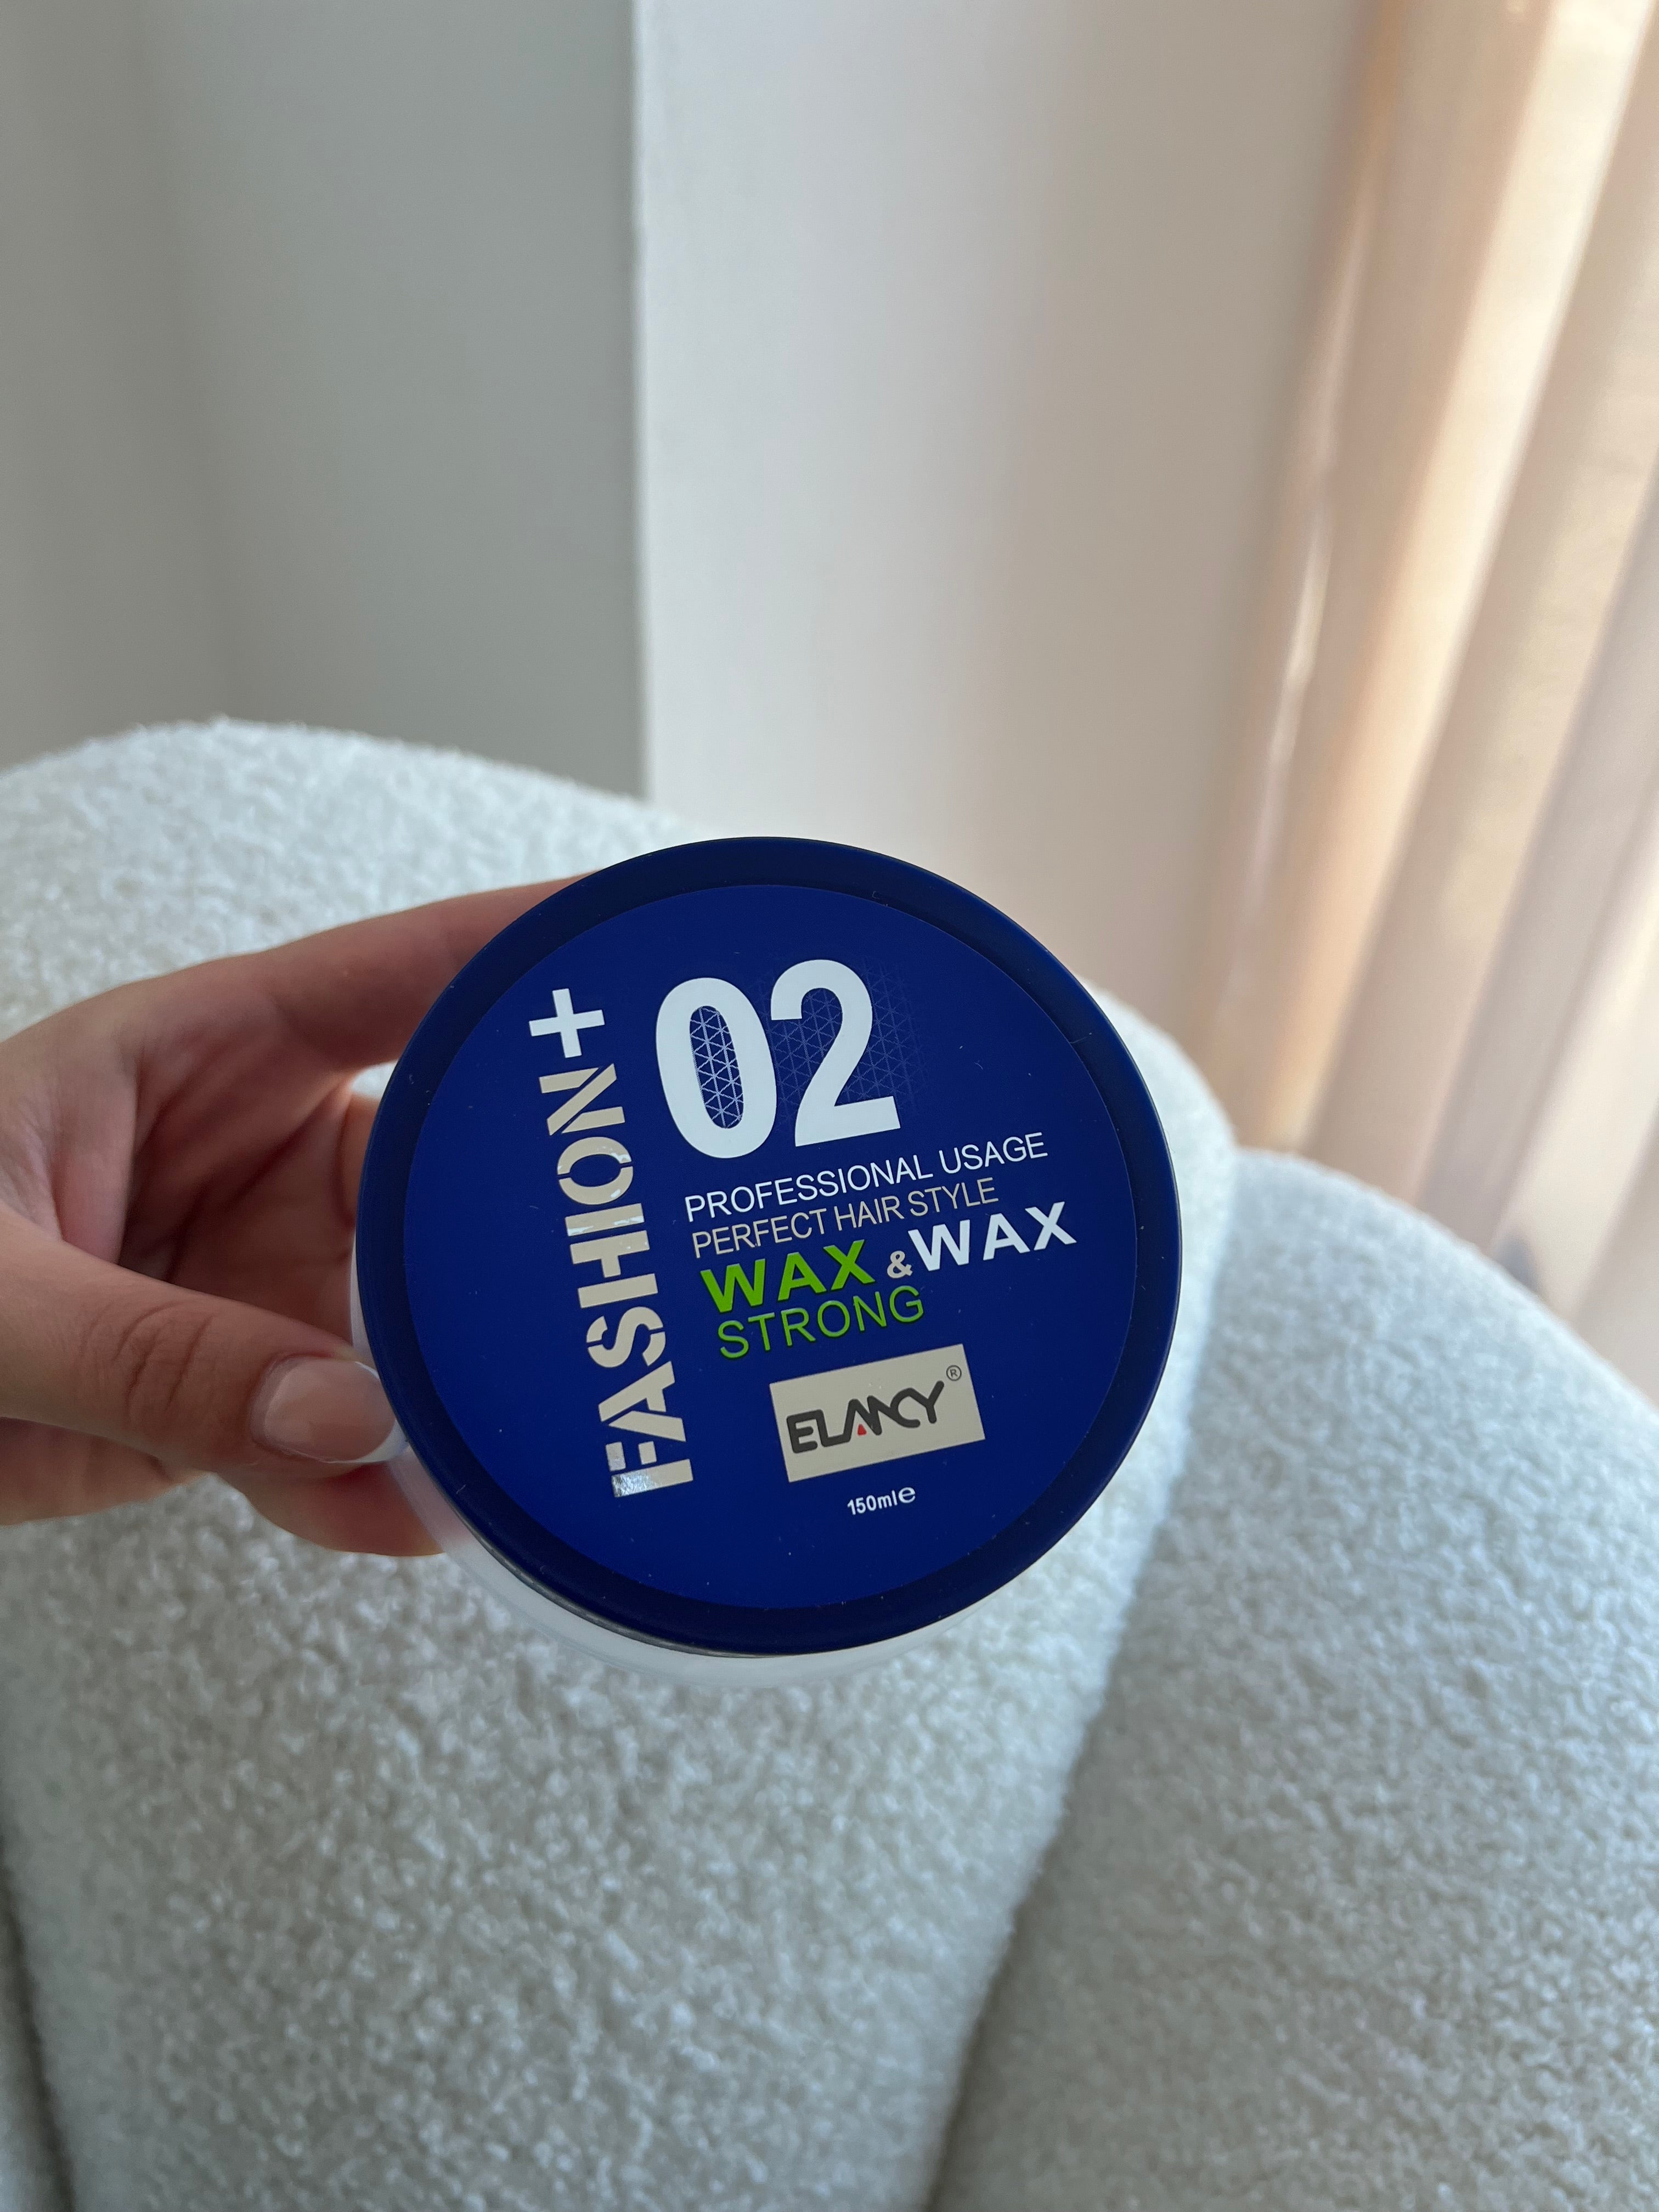 FASHION+
02
PROFESSIONAL USAGE
PERFECT HAIR STYLE
WAX & WAX
STRONG
ELANCY®
150ml℮